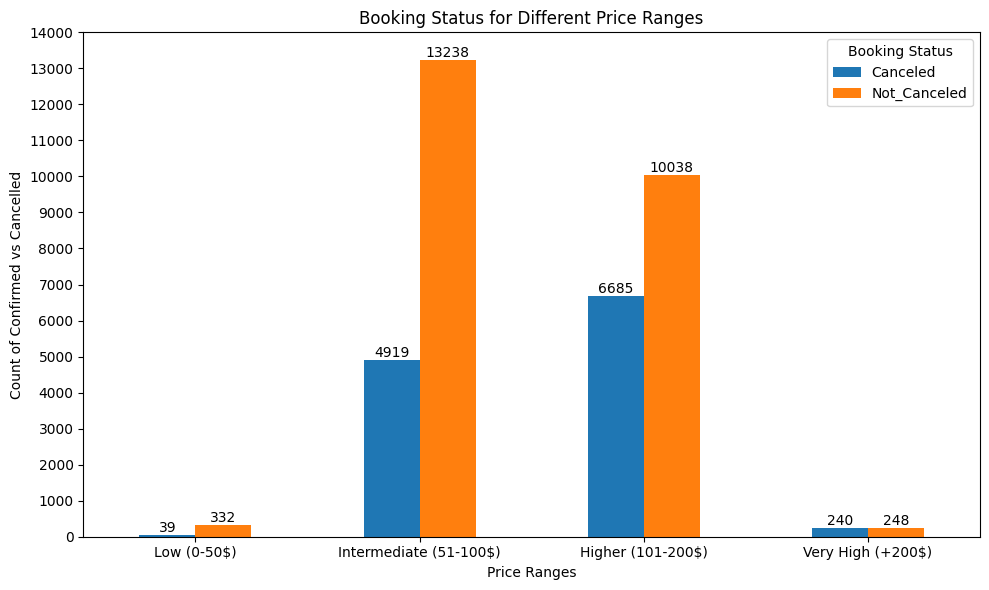 Booking Status for Different Price Ranges
Count of Confirmed vs Cancelled
14000
13000
12000
11000
10000
9000
8000
7000
6000
5000
4000
3000
2000
1000
0
Booking Status
Canceled
Not_Canceled
39
332
4919
13238
6685
10038
240
248
Low (0-50$)
Intermediate (51-100$)
Higher (101-200$)
Very High (+200$)
Price Ranges